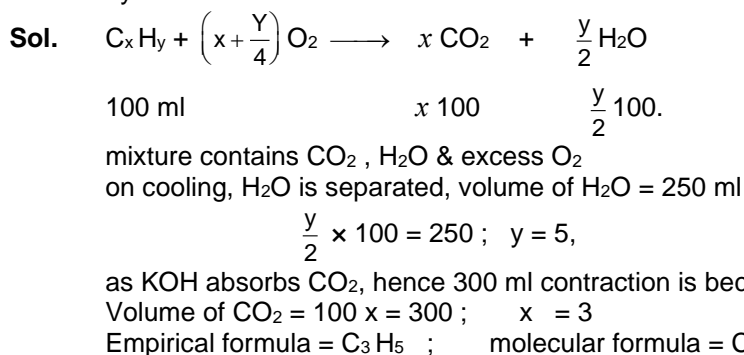 Sol. CₓHᵧ + (x + Y/4) O₂ ⟶ x CO₂ + y/2 H₂O
100 ml x 100 y/2 100.
mixture contains CO₂ , H₂O & excess O₂
on cooling, H₂O is separated, volume of H₂O = 250 ml
y/2 × 100 = 250 ; y = 5,
as KOH absorbs CO₂, hence 300 ml contraction is
Volume of CO₂ = 100 x = 300 ; x = 3
Empirical formula = C₃ H₅ ; molecular formula =